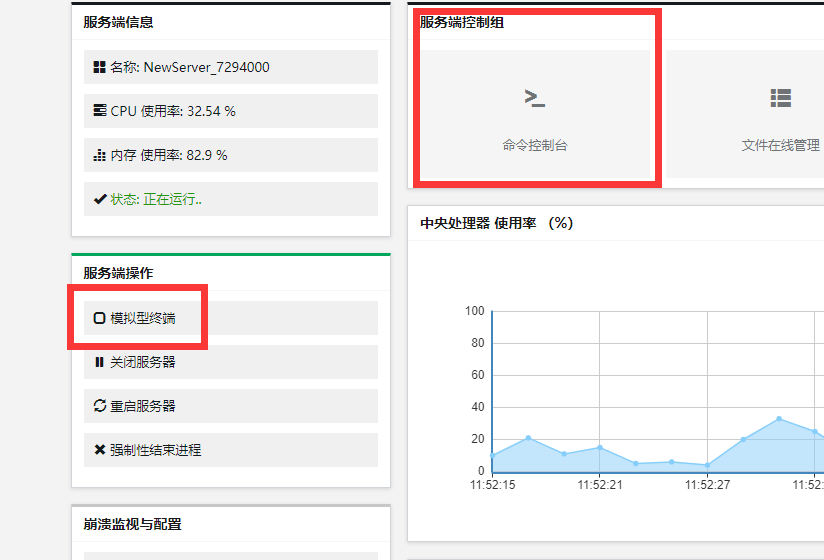 服务端信息
名称: NewServer_7294000
CPU 使用率: 32.54 %
内存 使用率: 82.9 %
状态: 正在运行..
服务端操作
模拟型终端
关闭服务器
重启服务器
强制性结束进程
崩溃监视与配置
服务端控制组
命令控制台
文件在线管理
中央处理器 使用率 （%）
100
80
60
40
20
0
11:52:15
11:52:21
11:52:27
11:52: